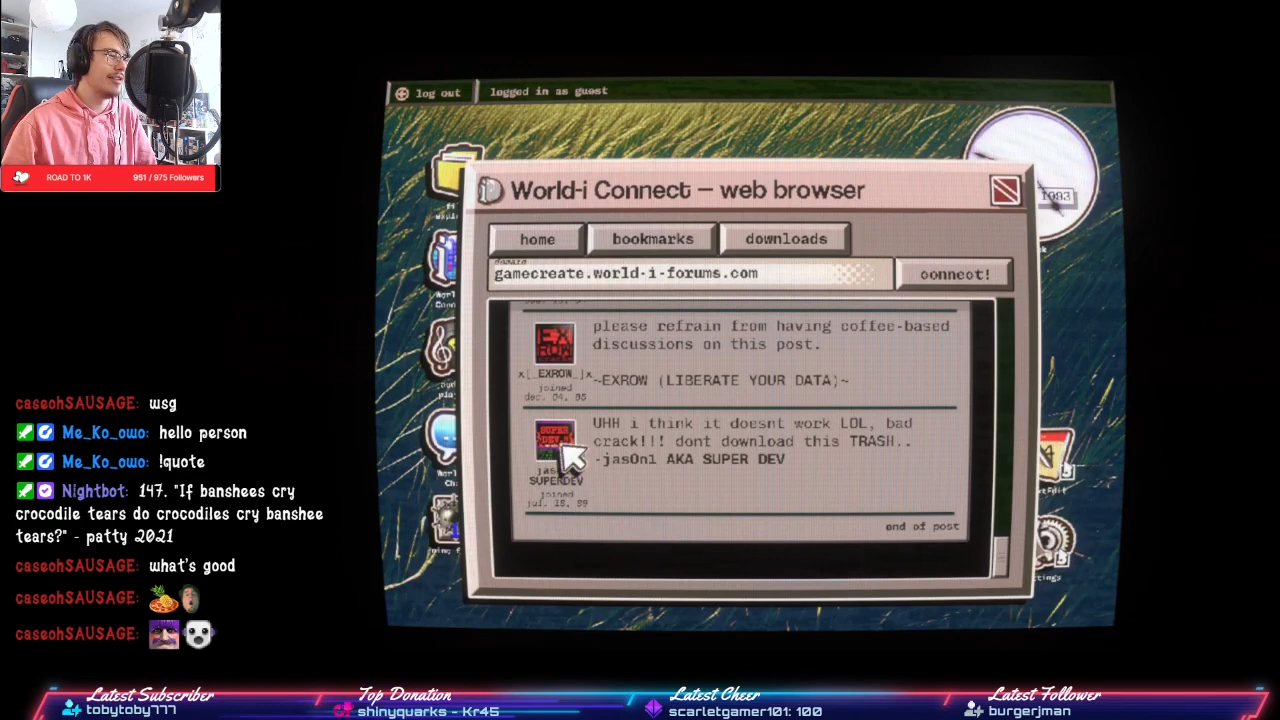 ROAD TO 1K 951 / 975 Followers
log out logged in as guest
World-i Connect – web browser
1993
home bookmarks downloads
domain
gamecreate.world-i-forums.com connect!
please refrain from having coffee-based
discussions on this post.
x[_EXROW_]x
~EXROW (LIBERATE YOUR DATA)~
joined
dec. 04, 95
UHH i think it doesnt work LOL, bad
crack!!! dont download this TRASH..
-jas0n1 AKA SUPER DEV
SUPERDEV
joined
jul. 15, 99
end of post
caseohSAUSAGE: wsg
Me_Ko_owo: hello person
Me_Ko_owo: !quote
Nightbot: 147. "If banshees cry
crocodile tears do crocodiles cry banshee
tears?" - patty 2021
caseohSAUSAGE: what's good
caseohSAUSAGE:
caseohSAUSAGE:
Latest Subscriber
tobytoby777
Top Donation
shinyquarks - Kr45
Latest Cheer
scarletgamer101: 100
Latest Follower
burgerjman